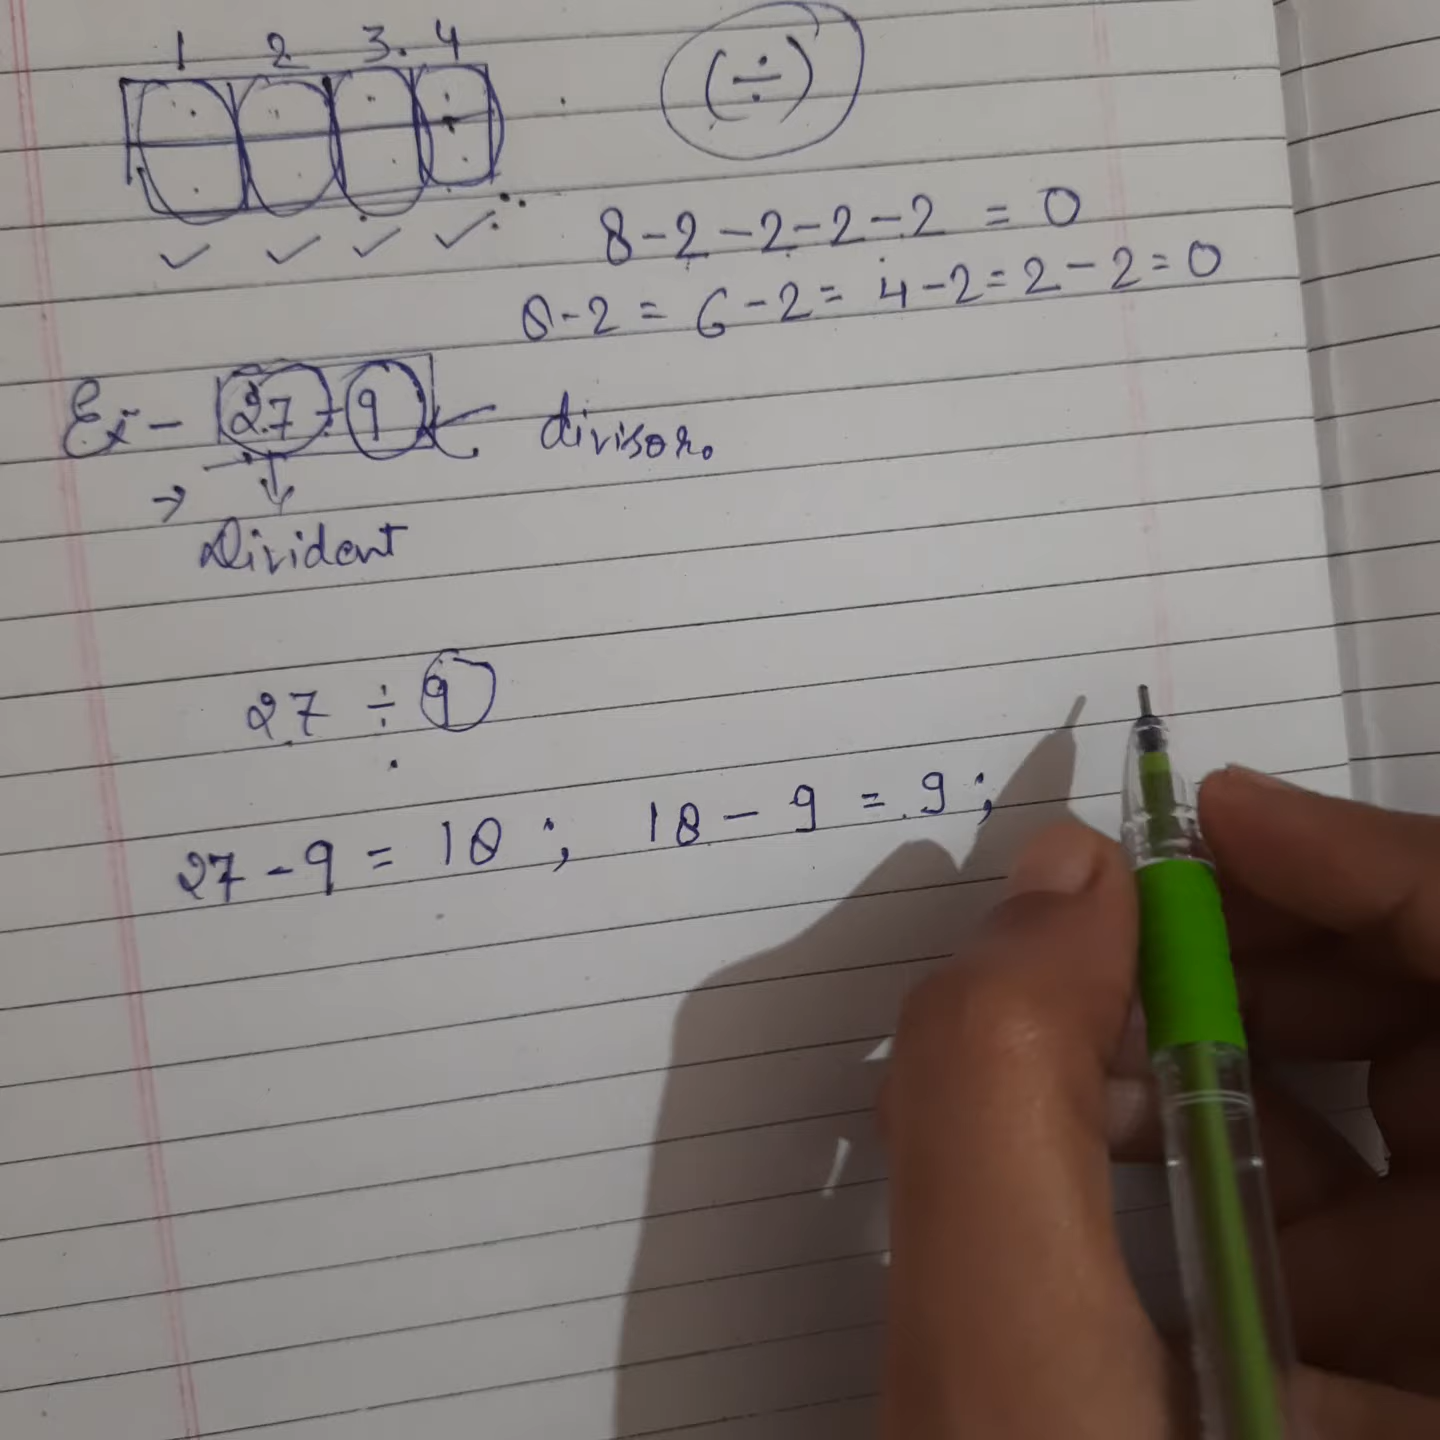 1 2 3. 4
(÷)
8-2-2-2-2 = 0
8-2 = 6-2= 4-2=2-2=0
Ex- 27÷9 divisor.
→
Divident
27 ÷ 9
27-9 = 18 ; 18-9 = 9 ;